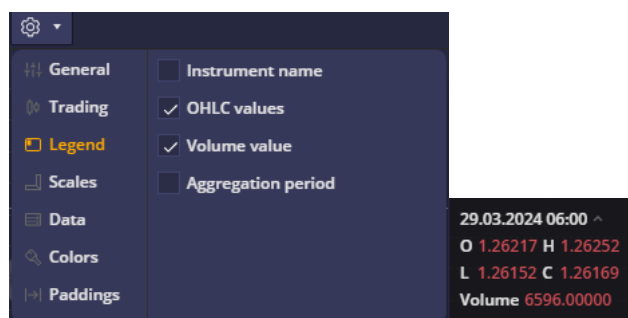 General
Trading
Legend
Scales
Data
Colors
Paddings
Instrument name
OHLC values
Volume value
Aggregation period
29.03.2024 06:00
O 1.26217 H 1.26252
L 1.26152 C 1.26169
Volume 6596.00000